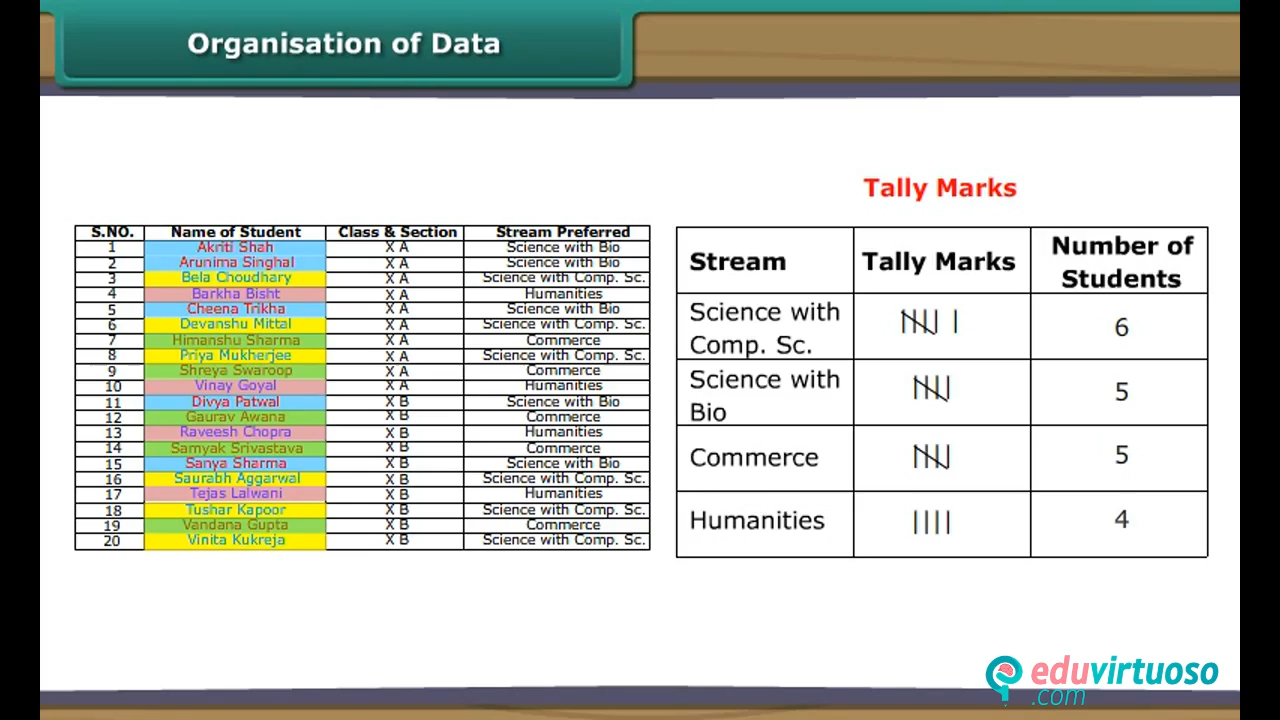 Organisation of Data
Tally Marks
S.NO. Name of Student Class & Section Stream Preferred
1 Akriti Shah X A Science with Bio
2 Arunima Singhal X A Science with Bio
3 Bela Choudhary X A Science with Comp. Sc.
4 Barkha Bisht X A Humanities
5 Cheena Trikha X A Science with Bio
6 Devanshu Mittal X A Science with Comp. Sc.
7 Himanshu Sharma X A Commerce
8 Priya Mukherjee X A Science with Comp. Sc.
9 Shreya Swaroop X A Commerce
10 Vinay Goyal X A Humanities
11 Divya Patwal X B Science with Bio
12 Gaurav Awana X B Commerce
13 Raveesh Chopra X B Humanities
14 Samyak Srivastava X B Commerce
15 Sanya Sharma X B Science with Bio
16 Saurabh Aggarwal X B Science with Comp. Sc.
17 Tejas Lalwani X B Humanities
18 Tushar Kapoor X B Science with Comp. Sc.
19 Vandana Gupta X B Commerce
20 Vinita Kukreja X B Science with Comp. Sc.
Stream Tally Marks Number of
Students
Science with
Comp. Sc. 6
Science with
Bio 5
Commerce 5
Humanities 4
eduvirtuoso
.com